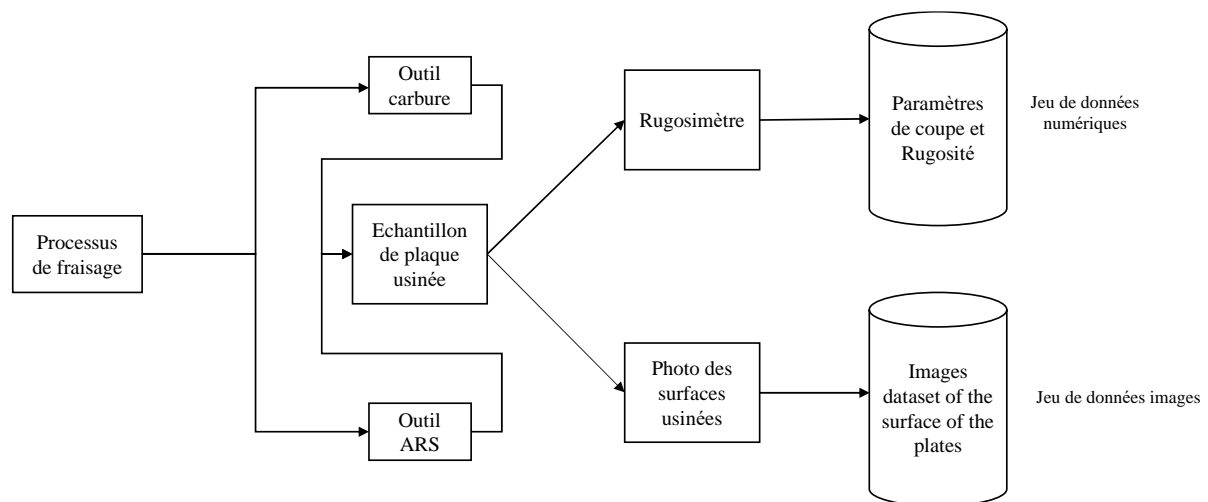 Processus
de fraisage
Outil
carbure
Echantillon
de plaque
usinée
Outil
ARS
Rugosimètre
Photo des
surfaces
usinées
Paramètres
de coupe et
Rugosité
Jeu de données
numériques
Images
dataset of the
surface of the
plates
Jeu de données images